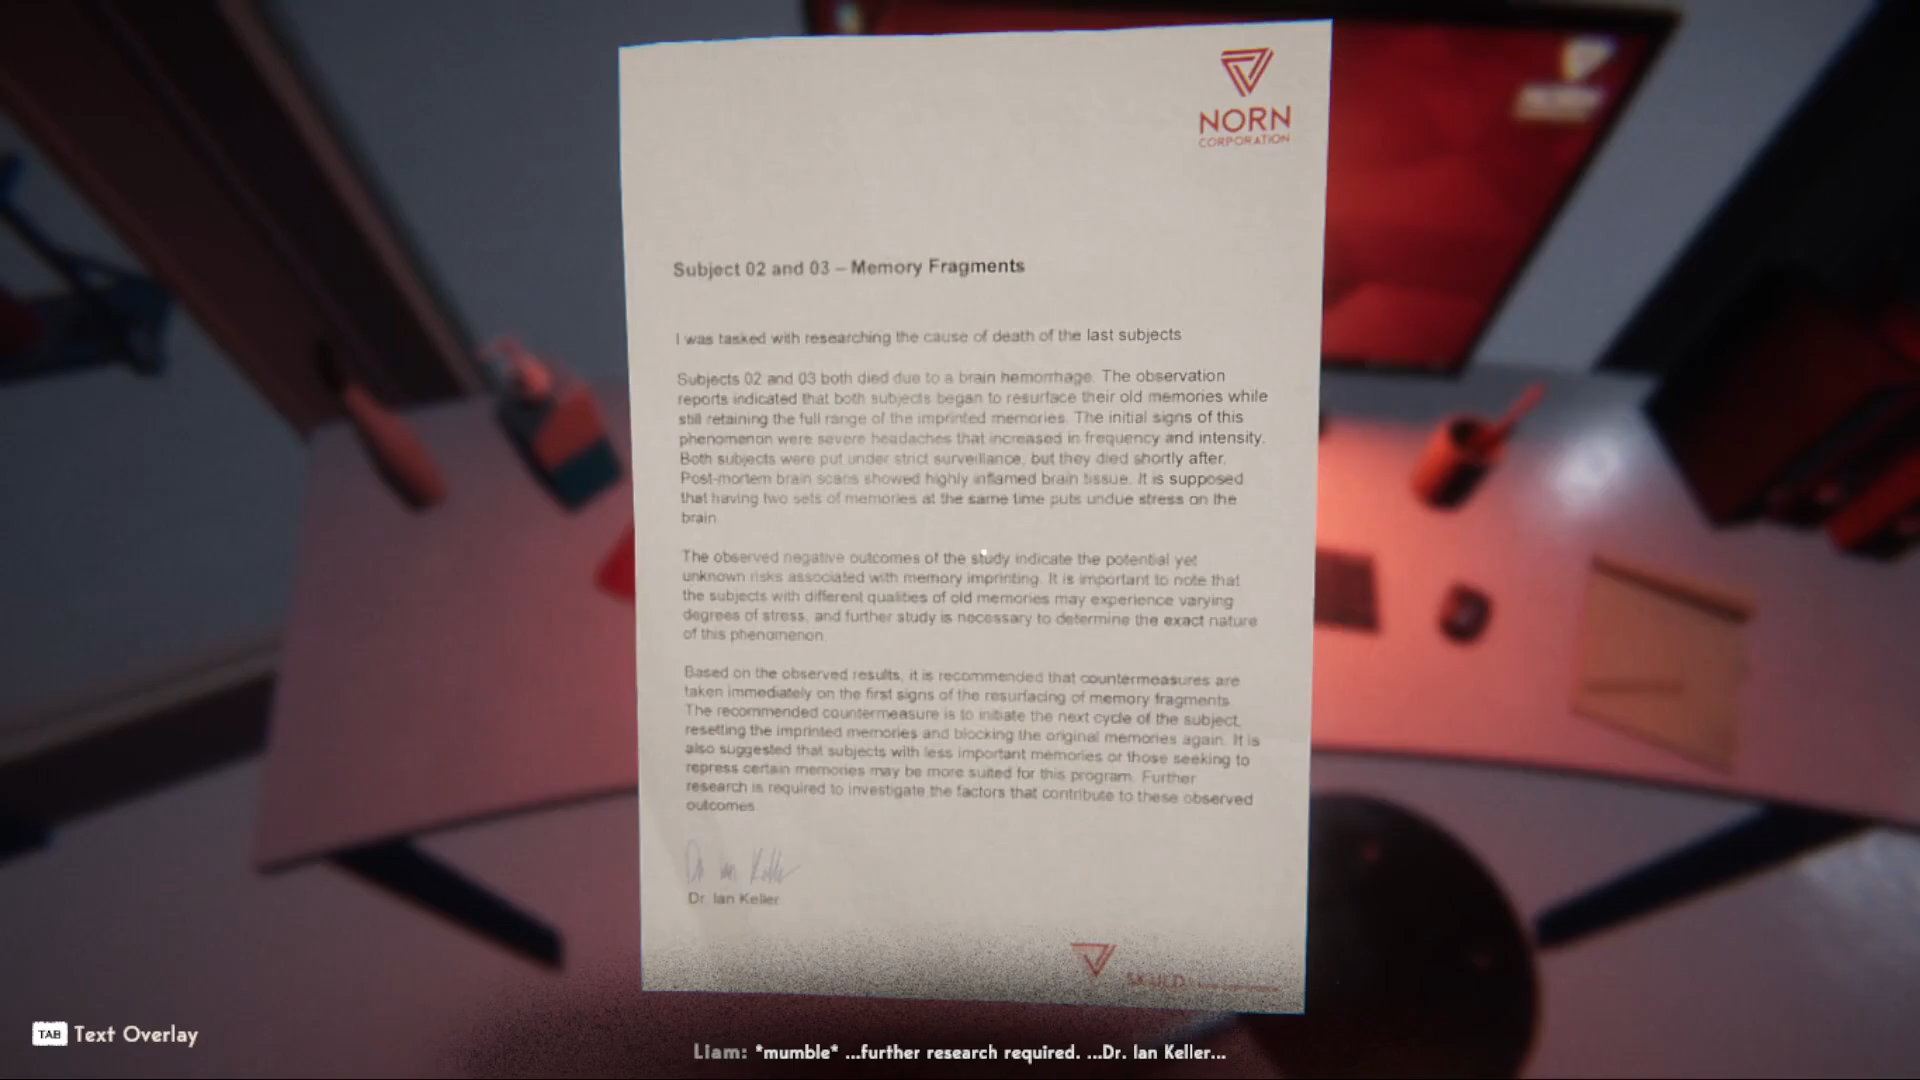 NORN
CORPORATION
Subject 02 and 03 – Memory Fragments
I was tasked with researching the cause of death of the last subjects
Subjects 02 and 03 both died due to a brain hemorrhage. The observation
reports indicated that both subjects began to resurface their old memories while
still retaining the full range of the imprinted memories. The initial signs of this
phenomenon were severe headaches that increased in frequency and intensity.
Both subjects were put under strict surveillance, but they died shortly after.
Post-mortem brain scans showed highly inflamed brain tissue. It is supposed
that having two sets of memories at the same time puts undue stress on the
brain.
The observed negative outcomes of the study indicate the potential yet
unknown risks associated with memory imprinting. It is important to note that
the subjects with different qualities of old memories may experience varying
degrees of stress, and further study is necessary to determine the exact nature
of this phenomenon.
Based on the observed results, it is recommended that countermeasures are
taken immediately on the first signs of the resurfacing of memory fragments.
The recommended countermeasure is to initiate the next cycle of the subject,
resetting the imprinted memories and blocking the original memories again. It is
also suggested that subjects with less important memories or those seeking to
repress certain memories may be more suited for this program. Further
research is required to investigate the factors that contribute to these observed
outcomes.
Dr Ian Keller
Dr. Ian Keller
SKULD
TAB Text Overlay
Liam: *mumble* ...further research required. ...Dr. Ian Keller...